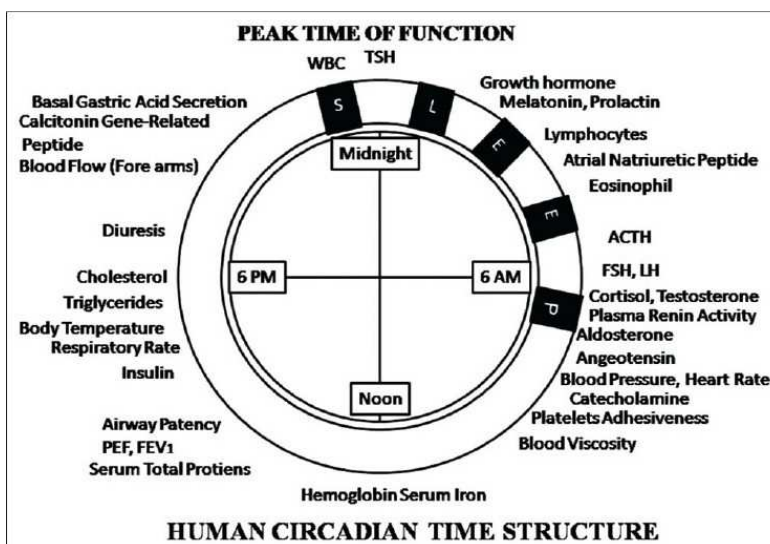 PEAK TIME OF FUNCTION
WBC
TSH
Growth hormone
Melatonin, Prolactin
Lymphocytes
Atrial Natriuretic Peptide
Eosinophil
ACTH
FSH, LH
Cortisol, Testosterone
Plasma Renin Activity
Aldosterone
Angeotensin
Blood Pressure, Heart Rate
Catecholamine
Platelets Adhesiveness
Blood Viscosity
Hemoglobin Serum Iron
Serum Total Protiens
PEF, FEV1
Airway Patency
Insulin
Respiratory Rate
Body Temperature
Triglycerides
Cholesterol
Diuresis
Basal Gastric Acid Secretion
Calcitonin Gene-Related
Peptide
Blood Flow (Fore arms)
S
L
E
E
P
Midnight
6 PM
6 AM
Noon
HUMAN CIRCADIAN TIME STRUCTURE